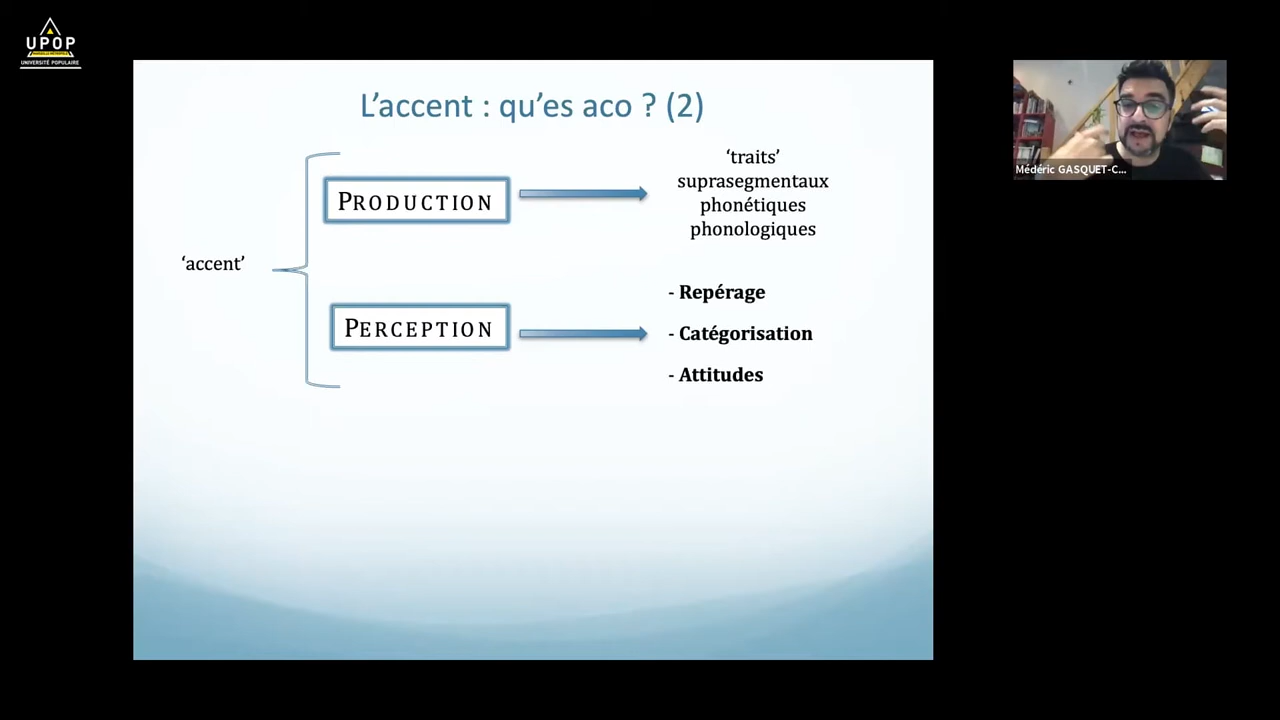 UPOP
UNIVERSITÉ POPULAIRE
L'accent : qu'es aco ? (2)
'accent'
PRODUCTION
'traits'
suprasegmentaux
phonétiques
phonologiques
PERCEPTION
- Repérage
- Catégorisation
- Attitudes
Médéric GASQUET-C...